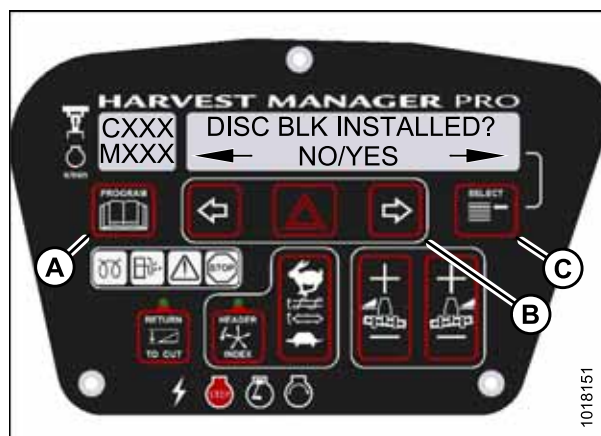 HARVEST MANAGER PRO
CXXX
MXXX
DISC BLK INSTALLED?
NO/YES
PROGRAM
SELECT
A
B
C
STOP
RETURN
TO CUT
HEADER
INDEX
STOP
1018151